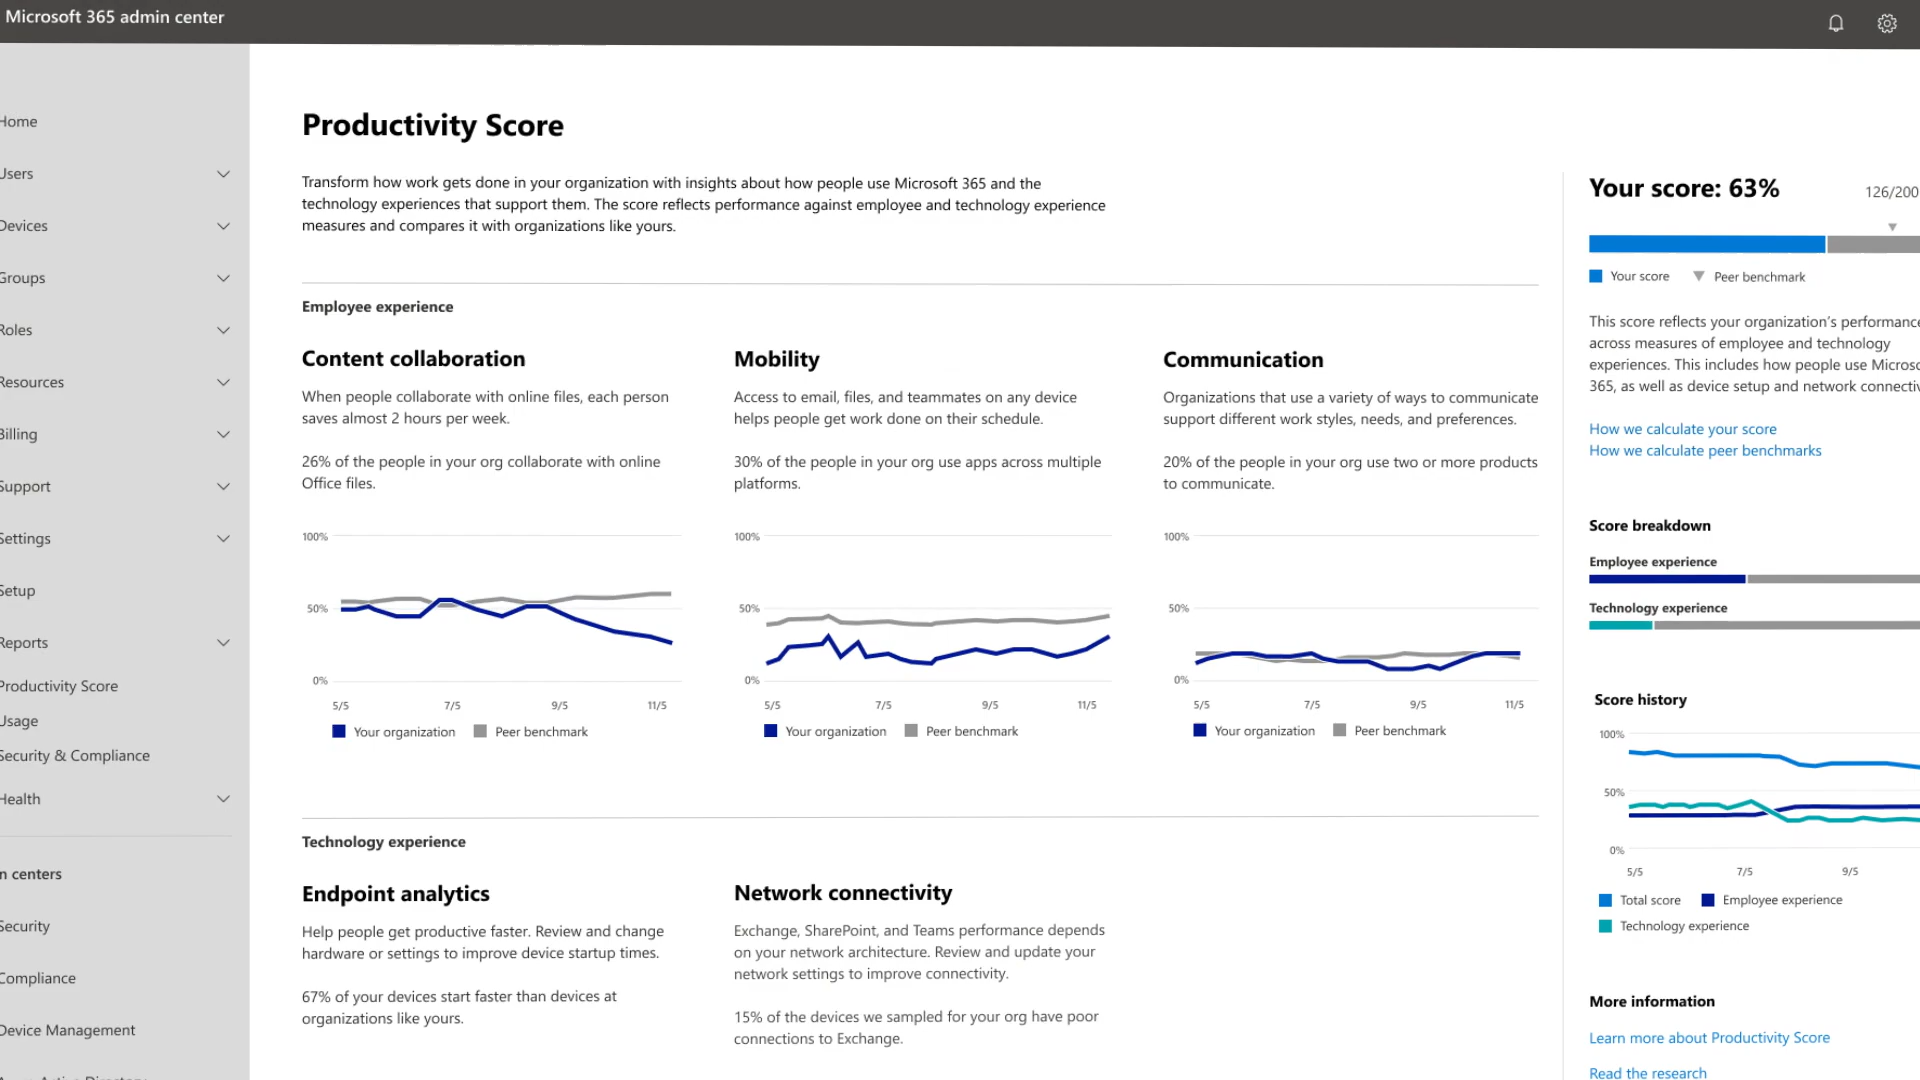 Microsoft 365 admin center
Home
Users
Devices
Groups
Roles
Resources
Billing
Support
Settings
Setup
Reports
Productivity Score
Usage
Security & Compliance
Health
n centers
Security
Compliance
Device Management
Productivity Score
Transform how work gets done in your organization with insights about how people use Microsoft 365 and the
technology experiences that support them. The score reflects performance against employee and technology experience
measures and compares it with organizations like yours.
Employee experience
Content collaboration
When people collaborate with online files, each person
saves almost 2 hours per week.
26% of the people in your org collaborate with online
Office files.
100%
50%
0%
5/5 7/5 9/5 11/5
Your organization Peer benchmark
Mobility
Access to email, files, and teammates on any device
helps people get work done on their schedule.
30% of the people in your org use apps across multiple
platforms.
100%
50%
0%
5/5 7/5 9/5 11/5
Your organization Peer benchmark
Communication
Organizations that use a variety of ways to communicate
support different work styles, needs, and preferences.
20% of the people in your org use two or more products
to communicate.
100%
50%
0%
5/5 7/5 9/5 11/5
Your organization Peer benchmark
Technology experience
Endpoint analytics
Help people get productive faster. Review and change
hardware or settings to improve device startup times.
67% of your devices start faster than devices at
organizations like yours.
Network connectivity
Exchange, SharePoint, and Teams performance depends
on your network architecture. Review and update your
network settings to improve connectivity.
15% of the devices we sampled for your org have poor
connections to Exchange.
Your score: 63% 126/200
Your score Peer benchmark
This score reflects your organization's performance
across measures of employee and technology
experiences. This includes how people use Microso
365, as well as device setup and network connectiv
How we calculate your score
How we calculate peer benchmarks
Score breakdown
Employee experience
Technology experience
Score history
100%
50%
0%
5/5 7/5 9/5
Total score Employee experience
Technology experience
More information
Learn more about Productivity Score
Read the research